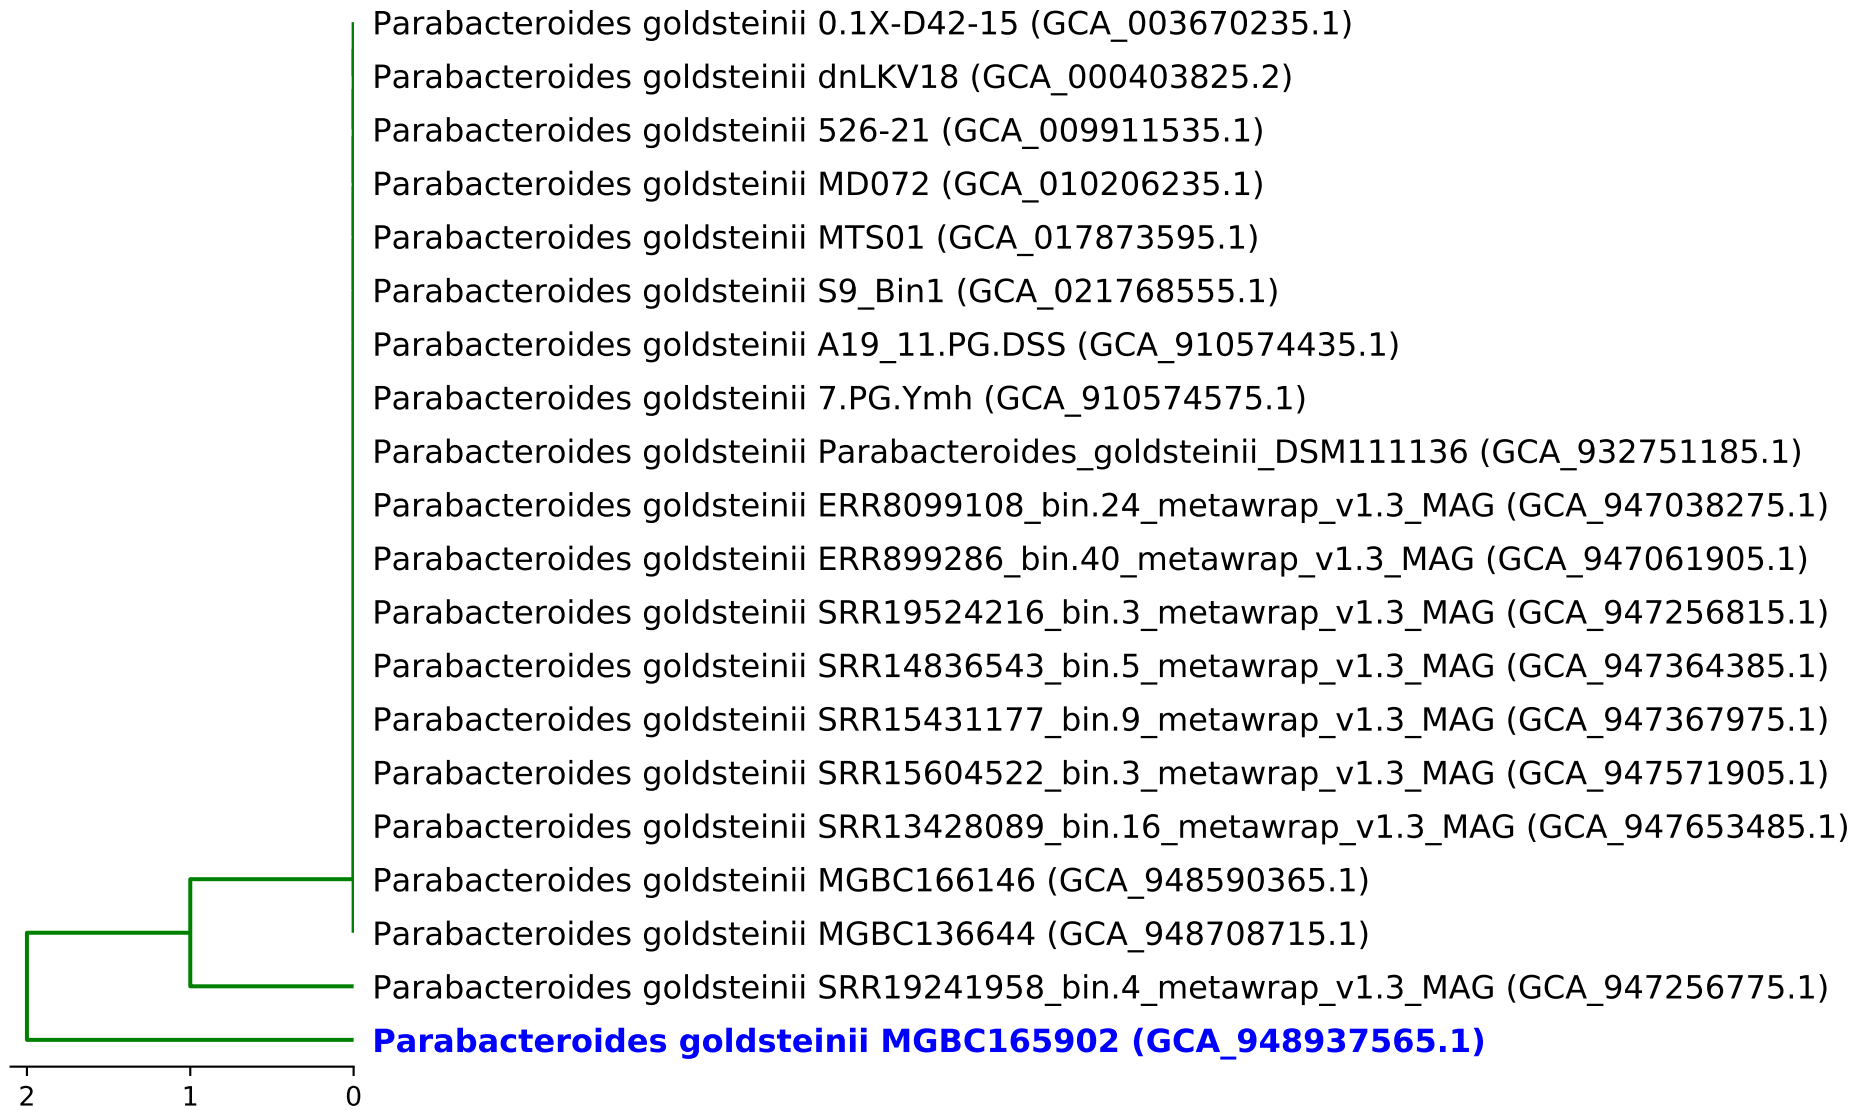 Parabacteroides goldsteinii 0.1X-D42-15 (GCA_003670235.1)
Parabacteroides goldsteinii dnLKV18 (GCA_000403825.2)
Parabacteroides goldsteinii 526-21 (GCA_009911535.1)
Parabacteroides goldsteinii MD072 (GCA_010206235.1)
Parabacteroides goldsteinii MTS01 (GCA_017873595.1)
Parabacteroides goldsteinii S9_Bin1 (GCA_021768555.1)
Parabacteroides goldsteinii A19_11.PG.DSS (GCA_910574435.1)
Parabacteroides goldsteinii 7.PG.Ymh (GCA_910574575.1)
Parabacteroides goldsteinii Parabacteroides_goldsteinii_DSM111136 (GCA_932751185.1)
Parabacteroides goldsteinii ERR8099108_bin.24_metawrap_v1.3_MAG (GCA_947038275.1)
Parabacteroides goldsteinii ERR899286_bin.40_metawrap_v1.3_MAG (GCA_947061905.1)
Parabacteroides goldsteinii SRR19524216_bin.3_metawrap_v1.3_MAG (GCA_947256815.1)
Parabacteroides goldsteinii SRR14836543_bin.5_metawrap_v1.3_MAG (GCA_947364385.1)
Parabacteroides goldsteinii SRR15431177_bin.9_metawrap_v1.3_MAG (GCA_947367975.1)
Parabacteroides goldsteinii SRR15604522_bin.3_metawrap_v1.3_MAG (GCA_947571905.1)
Parabacteroides goldsteinii SRR13428089_bin.16_metawrap_v1.3_MAG (GCA_947653485.1)
Parabacteroides goldsteinii MGBC166146 (GCA_948590365.1)
Parabacteroides goldsteinii MGBC136644 (GCA_948708715.1)
Parabacteroides goldsteinii SRR19241958_bin.4_metawrap_v1.3_MAG (GCA_947256775.1)
Parabacteroides goldsteinii MGBC165902 (GCA_948937565.1)
2 1 0